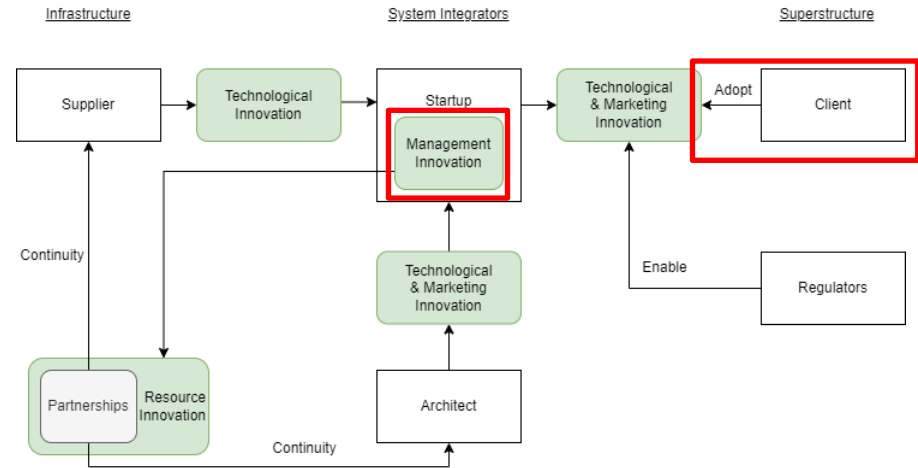 Infrastructure
System Integrators
Superstructure
Supplier
Technological
Innovation
Startup
Management
Innovation
Technological
& Marketing
Innovation
Adopt
Client
Continuity
Technological
& Marketing
Innovation
Enable
Regulators
Partnerships
Resource
Innovation
Architect
Continuity